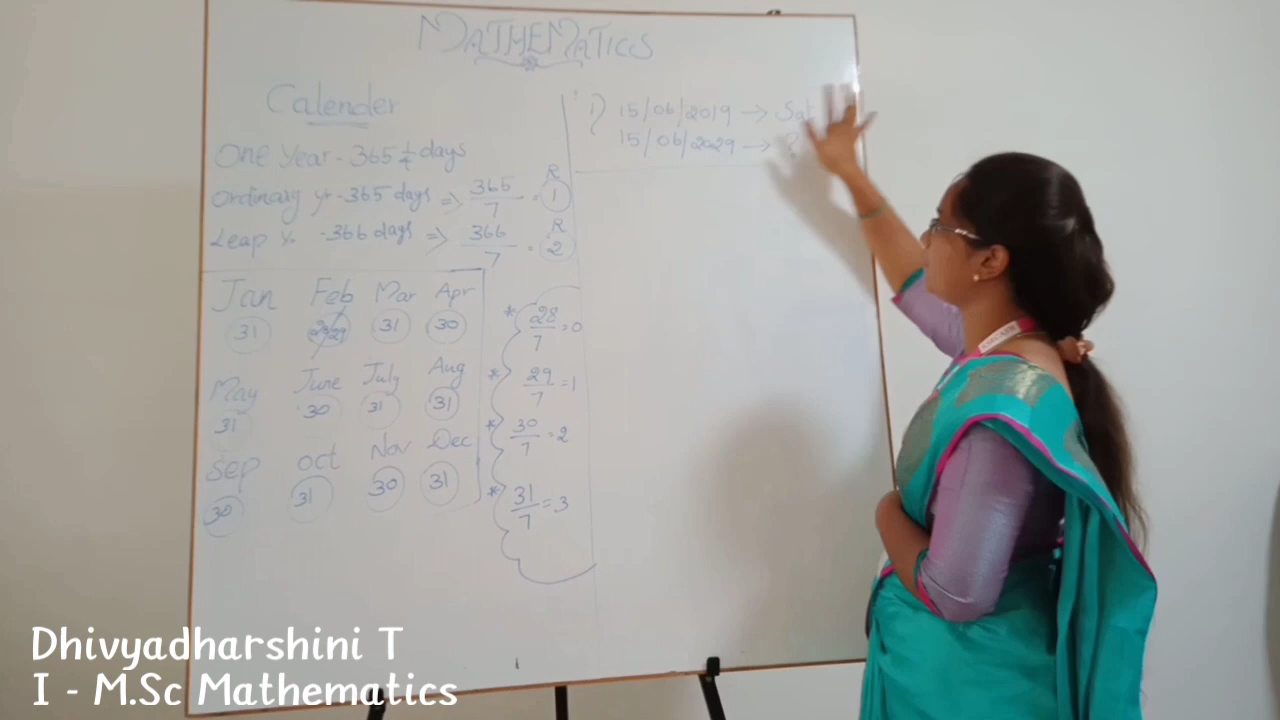 MATHEMATICS
Calender
One Year - 365 1/4 days
Ordinary yr - 365 days => 365/7 = R 1
Leap yr - 366 days => 366/7 = R 2
Jan Feb Mar Apr
31 28/29 31 30
May June July Aug
31 30 31 31
Sep oct Nov Dec
30 31 30 31
* 28/7 = 0
* 29/7 = 1
* 30/7 = 2
* 31/7 = 3
1) 15/06/2019 → Sat
15/06/2029 →
Dhivyadharshini T
I - M.Sc Mathematics